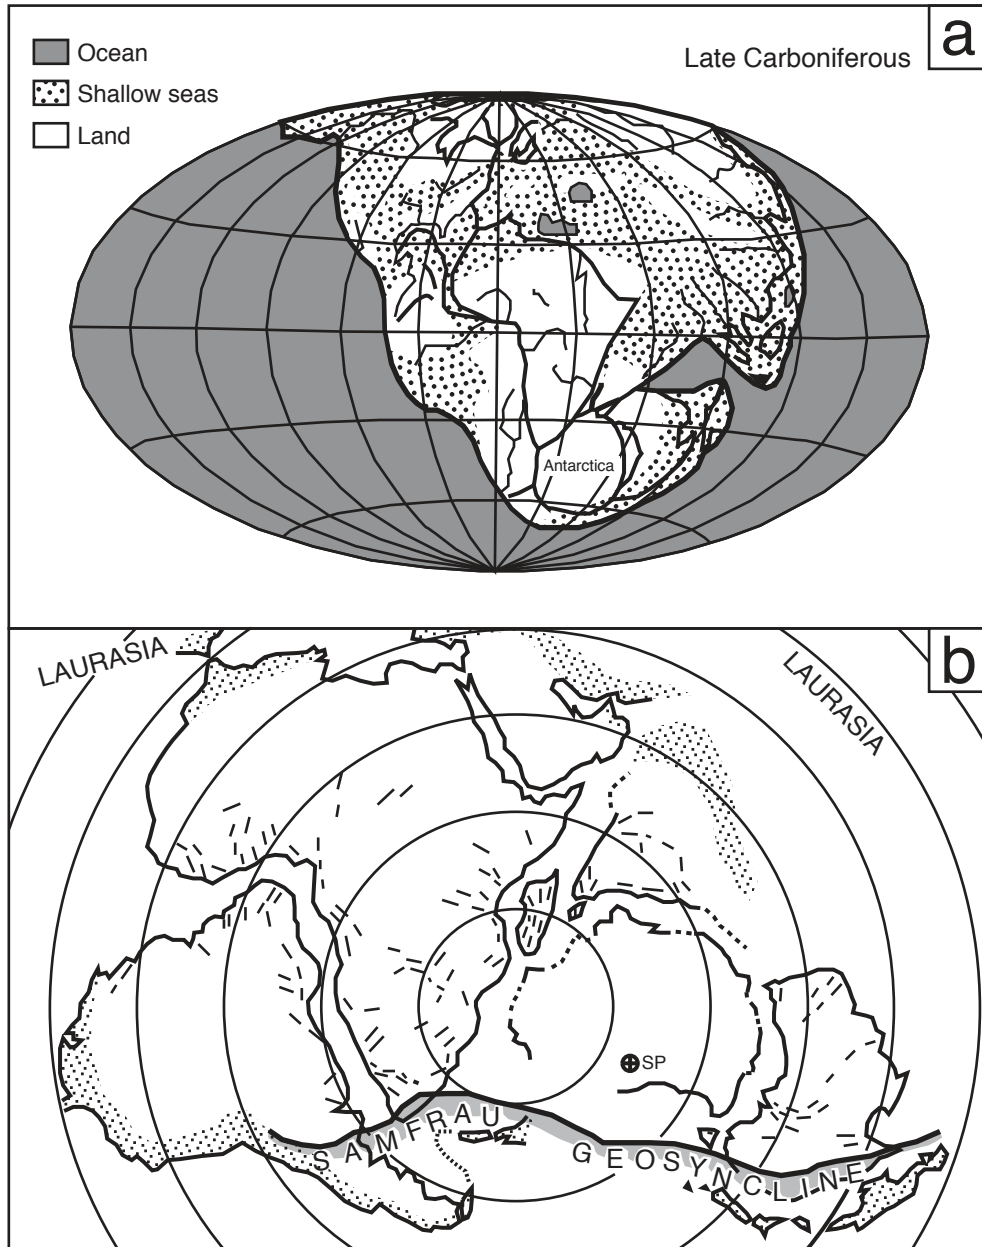 a
Late Carboniferous
Ocean
Shallow seas
Land
Antarctica
b
LAURASIA
LAURASIA
SP
SAMFRAU GEOSYNCLINE